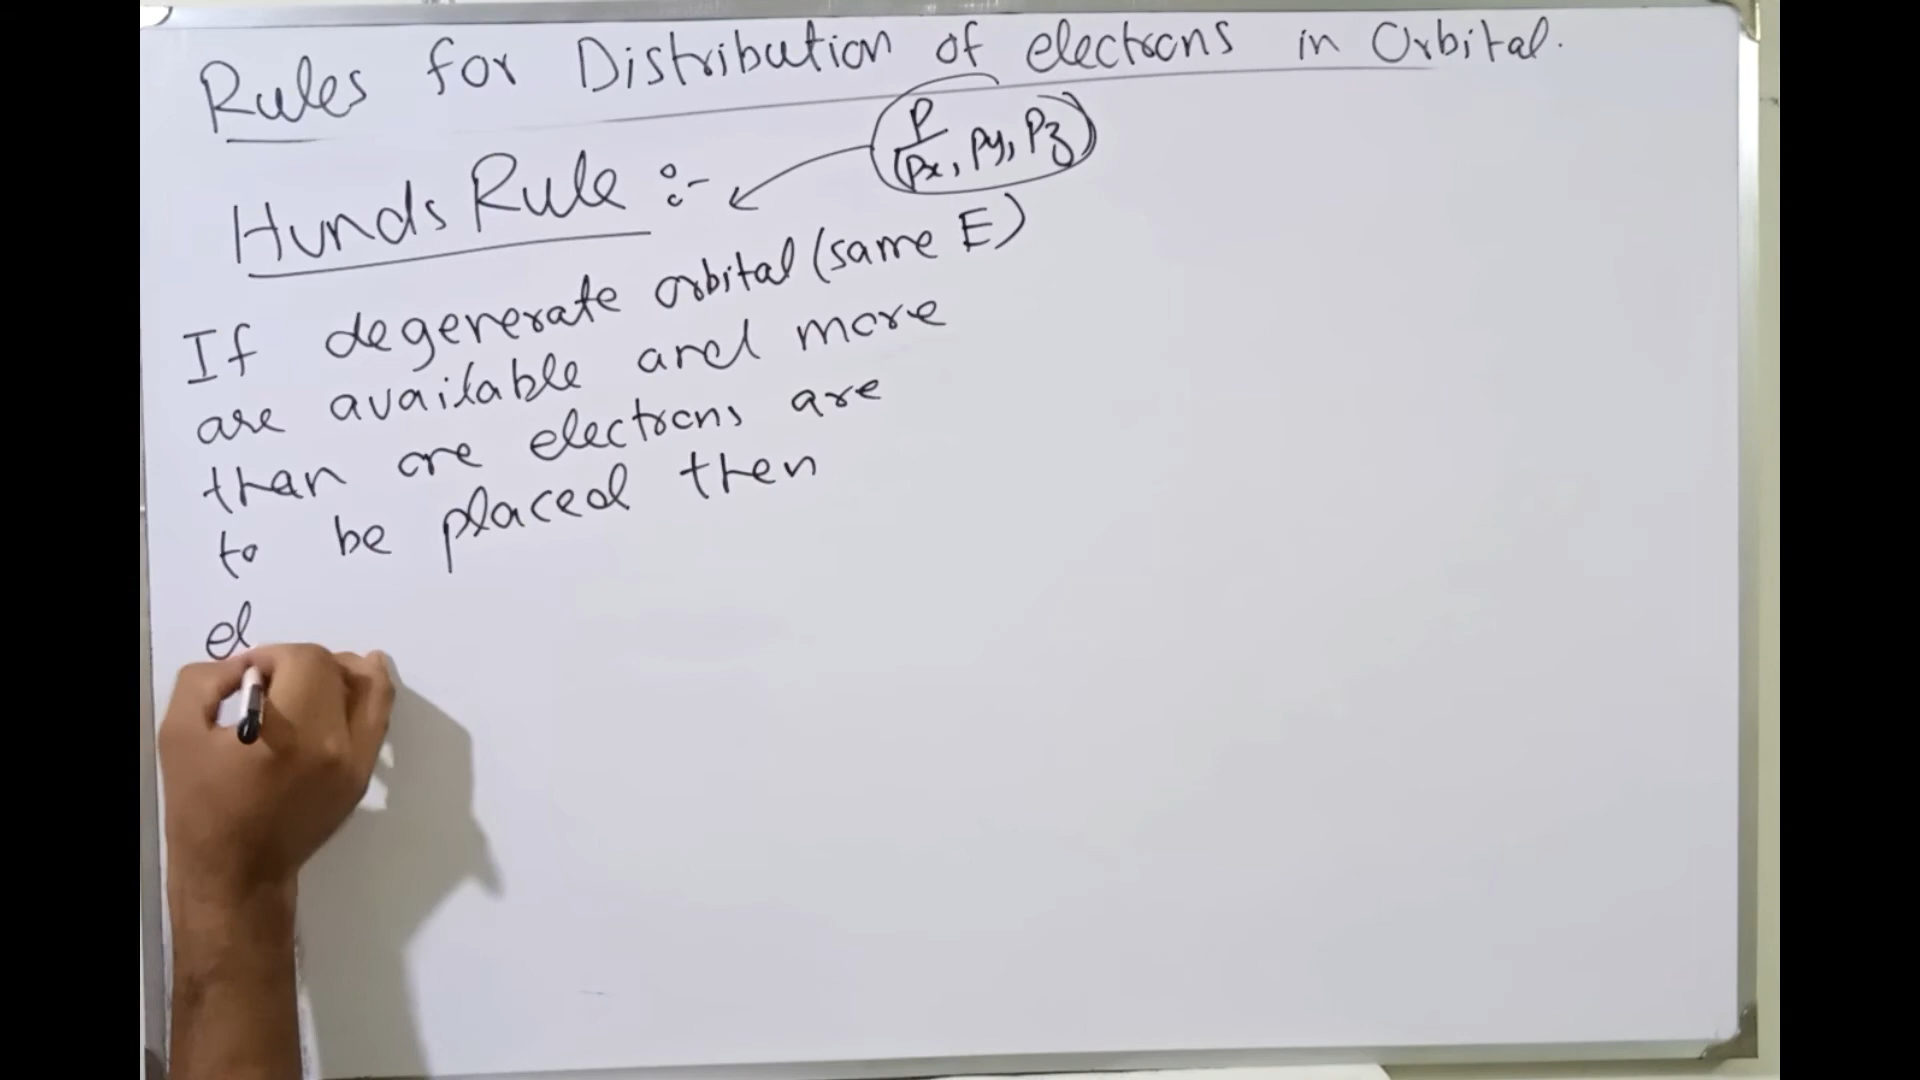 Rules for Distribution of electrons in Orbital.
P
(Px, Py, Pz)
Hunds Rule :-
If degenerate orbital (same E)
are available and more
than one electrons are
to be placed then
el